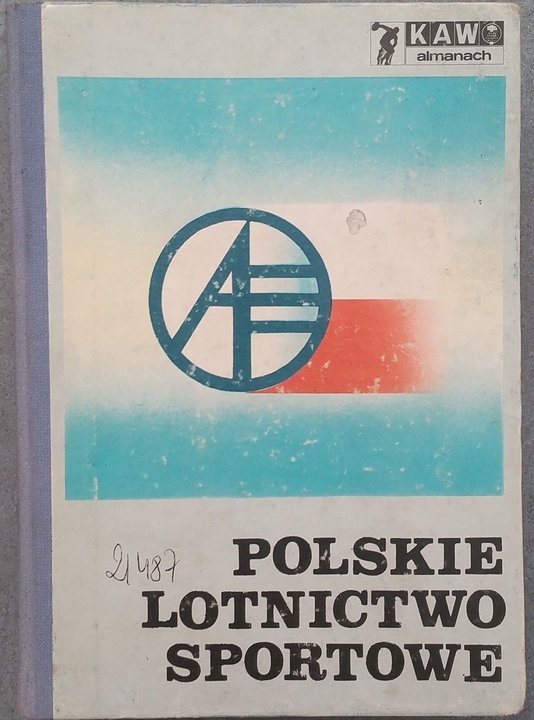 KAW
almanach
21487
POLSKIE
LOTNICTWO
SPORTOWE